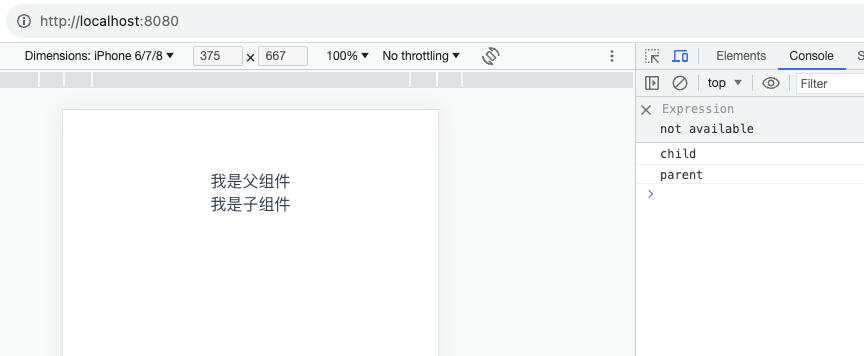 http://localhost:8080
Dimensions: iPhone 6/7/8 375 × 667 100% No throttling
Elements Console
top Filter
Expression
not available
child
parent
我是父组件
我是子组件